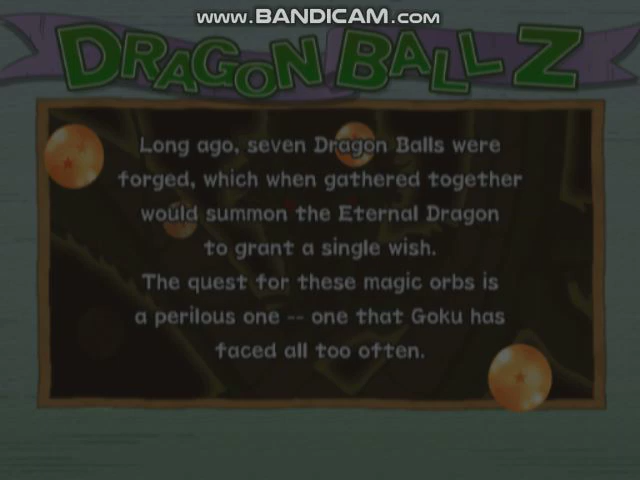 www.BANDICAM.com
DRAGON BALL Z
Long ago, seven Dragon Balls were
forged, which when gathered together
would summon the Eternal Dragon
to grant a single wish.
The quest for these magic orbs is
a perilous one -- one that Goku has
faced all too often.